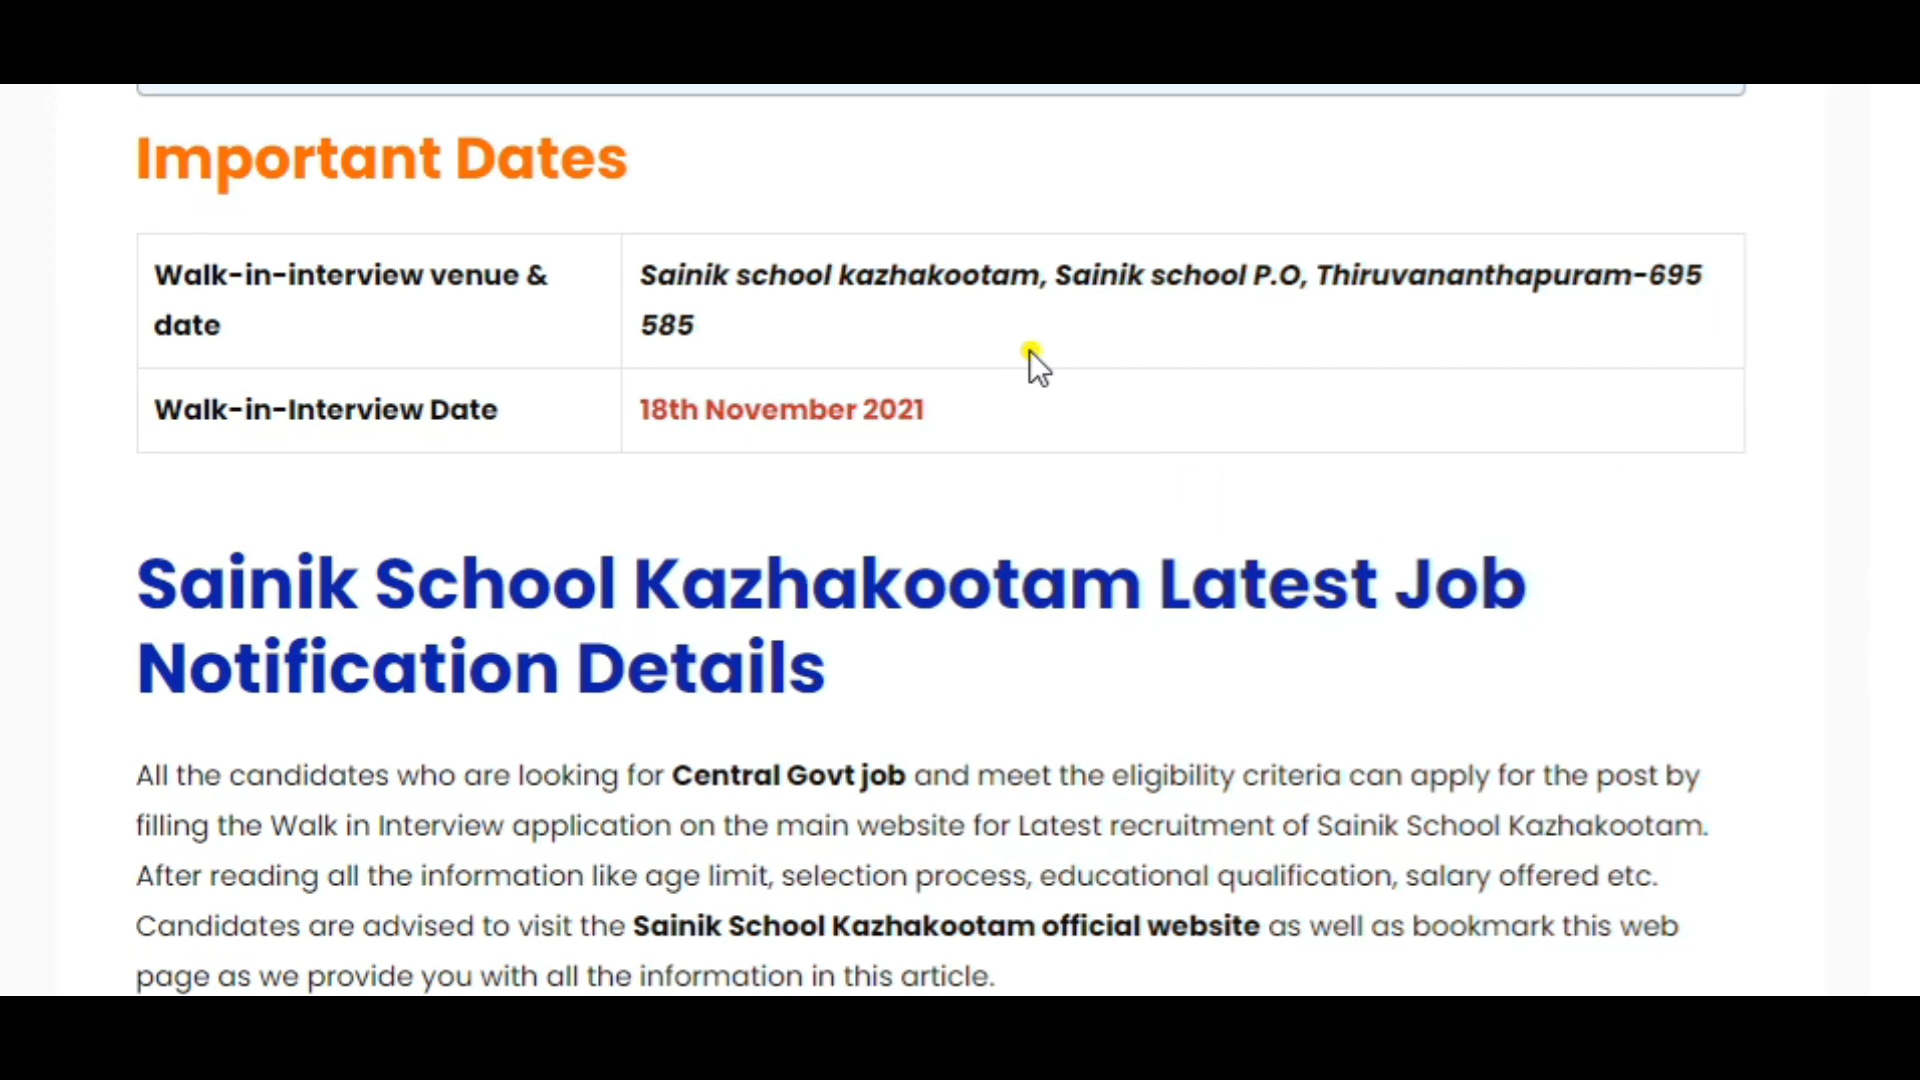 Important Dates
Walk-in-interview venue &
date
Sainik school kazhakootam, Sainik school P.O, Thiruvananthapuram-695
585
Walk-in-Interview Date
18th November 2021
Sainik School Kazhakootam Latest Job
Notification Details
All the candidates who are looking for Central Govt job and meet the eligibility criteria can apply for the post by
filling the Walk in Interview application on the main website for Latest recruitment of Sainik School Kazhakootam.
After reading all the information like age limit, selection process, educational qualification, salary offered etc.
Candidates are advised to visit the Sainik School Kazhakootam official website as well as bookmark this web
page as we provide you with all the information in this article.